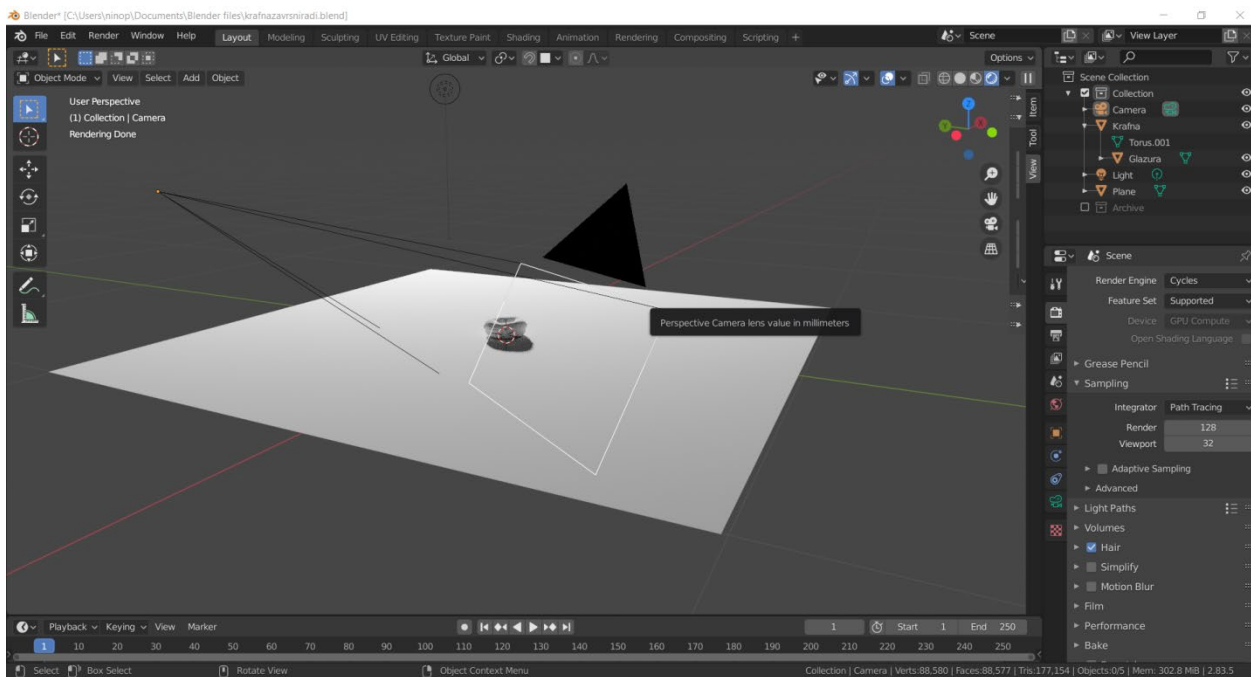 Blender* [C:\Users\ninop\Documents\Blender files\krafnazavrsniradi.blend]
File Edit Render Window Help Layout Modeling Sculpting UV Editing Texture Paint Shading Animation Rendering Compositing Scripting + Scene View Layer
Global Options
Object Mode View Select Add Object
User Perspective
(1) Collection | Camera
Rendering Done
Z
Y
X
Item
Tool
View
Perspective Camera lens value in millimeters
Scene Collection
Collection
Camera
Krafna
Torus.001
Glazura
Light
Plane
Archive
Scene
Render Engine Cycles
Feature Set Supported
Device GPU Compute
Open Shading Language
Grease Pencil
Sampling
Integrator Path Tracing
Render 128
Viewport 32
Adaptive Sampling
Advanced
Light Paths
Volumes
Hair
Simplify
Motion Blur
Film
Performance
Bake
Playback Keying View Marker 1 Start 1 End 250
1 10 20 30 40 50 60 70 80 90 100 110 120 130 140 150 160 170 180 190 200 210 220 230 240 250
Select Box Select Rotate View Object Context Menu Collection | Camera | Verts:88,580 | Faces:88,577 | Tris:177,154 | Objects:0/5 | Mem: 302.8 MiB | 2.83.5